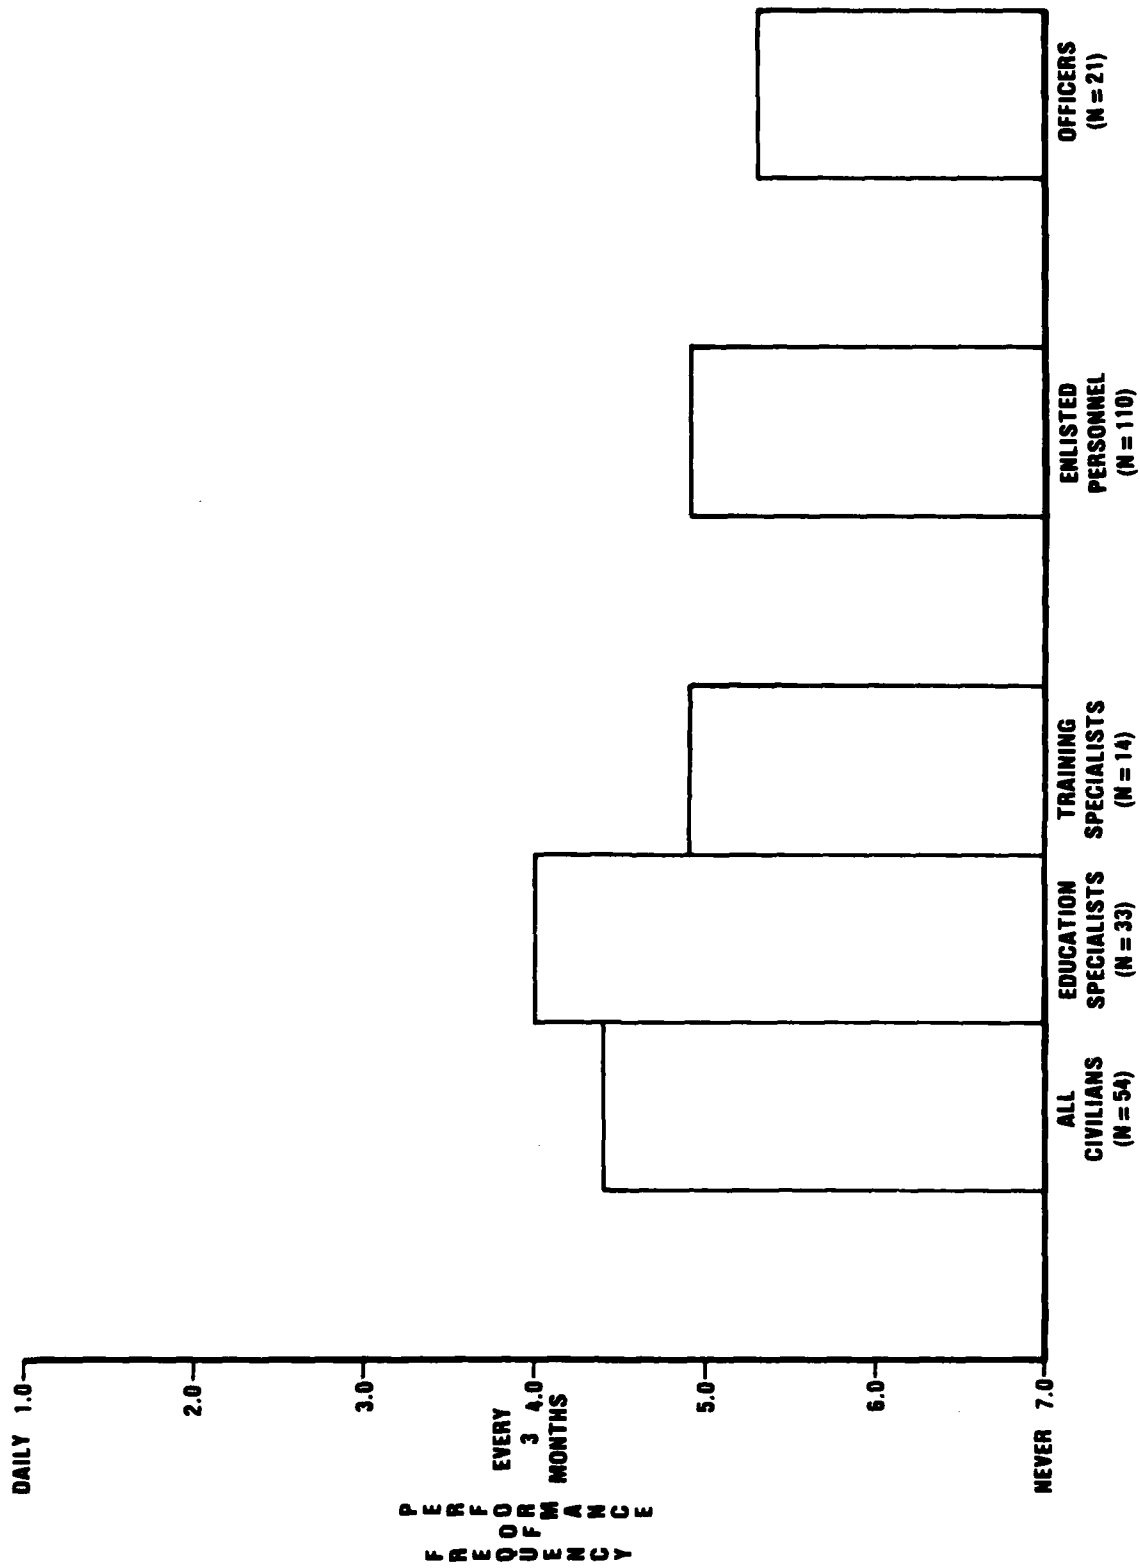 FREQUENCY
OF
PERFORMANCE
DAILY 1.0
2.0
3.0
EVERY
3 4.0
MONTHS
5.0
6.0
NEVER 7.0
ALL
CIVILIANS
(N = 54)
EDUCATION
SPECIALISTS
(N = 33)
TRAINING
SPECIALISTS
(N = 14)
ENLISTED
PERSONNEL
(N = 110)
OFFICERS
(N = 21)